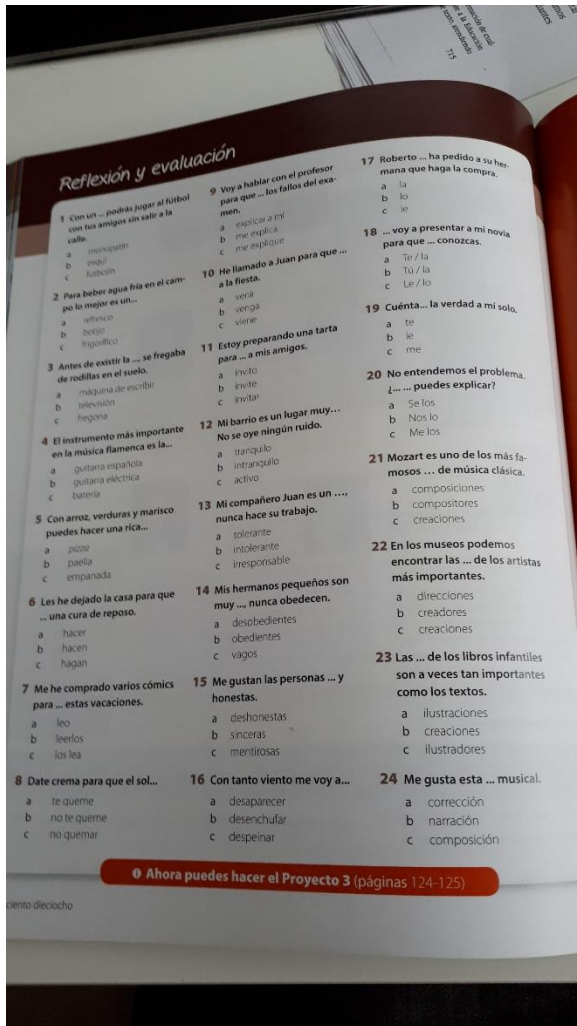 715
Reflexión y evaluación
1 Con un ... podrás jugar al fútbol
con tus amigos sin salir a la
calle.
a monopatín
b esquí
c futbolín
2 Para beber agua fría en el cam-
po lo mejor es un...
a refresco
b botijo
c frigorífico
3 Antes de existir la ..., se fregaba
de rodillas en el suelo.
a máquina de escribir
b televisión
c fregona
4 El instrumento más importante
en la música flamenca es la...
a guitarra española
b guitarra eléctrica
c batería
5 Con arroz, verduras y marisco
puedes hacer una rica...
a pizza
b paella
c empanada
6 Les he dejado la casa para que
... una cura de reposo.
a hacer
b hacen
c hagan
7 Me he comprado varios cómics
para ... estas vacaciones.
a leo
b leerlos
c los lea
8 Date crema para que el sol...
a te queme
b no te queme
c no quemar
9 Voy a hablar con el profesor
para que ... los fallos del exa-
men.
a explicar a mí
b me explica
c me explique
10 He llamado a Juan para que ...
a la fiesta.
a venir
b venga
c viene
11 Estoy preparando una tarta
para ... a mis amigos.
a invito
b invite
c invitar
12 Mi barrio es un lugar muy...
No se oye ningún ruido.
a tranquilo
b intranquilo
c activo
13 Mi compañero Juan es un ...,
nunca hace su trabajo.
a tolerante
b intolerante
c irresponsable
14 Mis hermanos pequeños son
muy ..., nunca obedecen.
a desobedientes
b obedientes
c vagos
15 Me gustan las personas ... y
honestas.
a deshonestas
b sinceras
c mentirosas
16 Con tanto viento me voy a...
a desaparecer
b desenchufar
c despeinar
17 Roberto ... ha pedido a su her-
mana que haga la compra.
a la
b lo
c le
18 ... voy a presentar a mi novia
para que ... conozcas.
a Te / la
b Tú / la
c Le / lo
19 Cuénta... la verdad a mí solo.
a te
b le
c me
20 No entendemos el problema.
¿... ... puedes explicar?
a Se los
b Nos lo
c Me los
21 Mozart es uno de los más fa-
mosos ... de música clásica.
a composiciones
b compositores
c creaciones
22 En los museos podemos
encontrar las ... de los artistas
más importantes.
a direcciones
b creadores
c creaciones
23 Las ... de los libros infantiles
son a veces tan importantes
como los textos.
a ilustraciones
b creaciones
c ilustradores
24 Me gusta esta ... musical.
a corrección
b narración
c composición
Ahora puedes hacer el Proyecto 3 (páginas 124-125)
ciento dieciocho